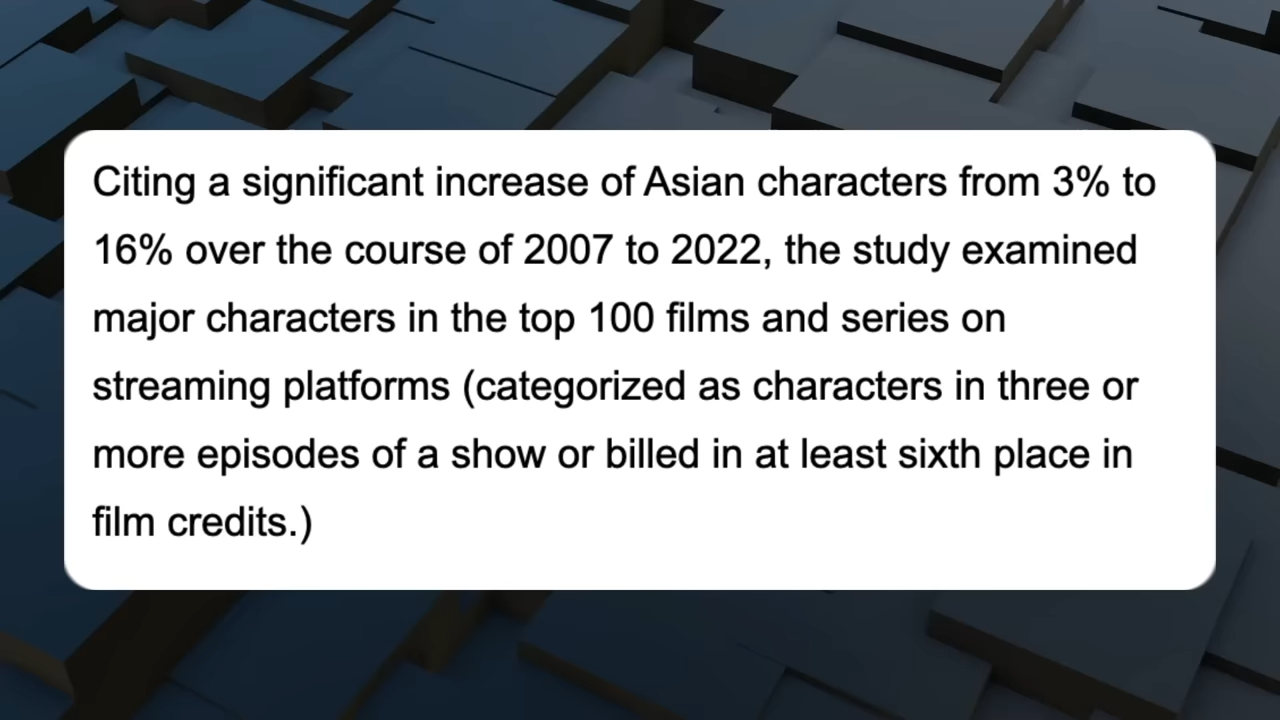 Citing a significant increase of Asian characters from 3% to
16% over the course of 2007 to 2022, the study examined
major characters in the top 100 films and series on
streaming platforms (categorized as characters in three or
more episodes of a show or billed in at least sixth place in
film credits.)